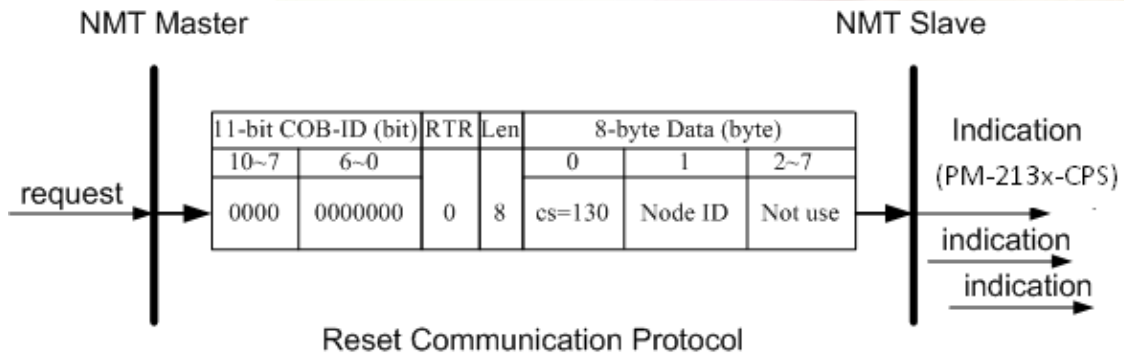 NMT Master NMT Slave
11-bit COB-ID (bit) RTR Len 8-byte Data (byte)
10~7 6~0 0 1 2~7
request 0000 0000000 0 8 cs=130 Node ID Not use
Indication
(PM-213x-CPS)
indication
indication
Reset Communication Protocol